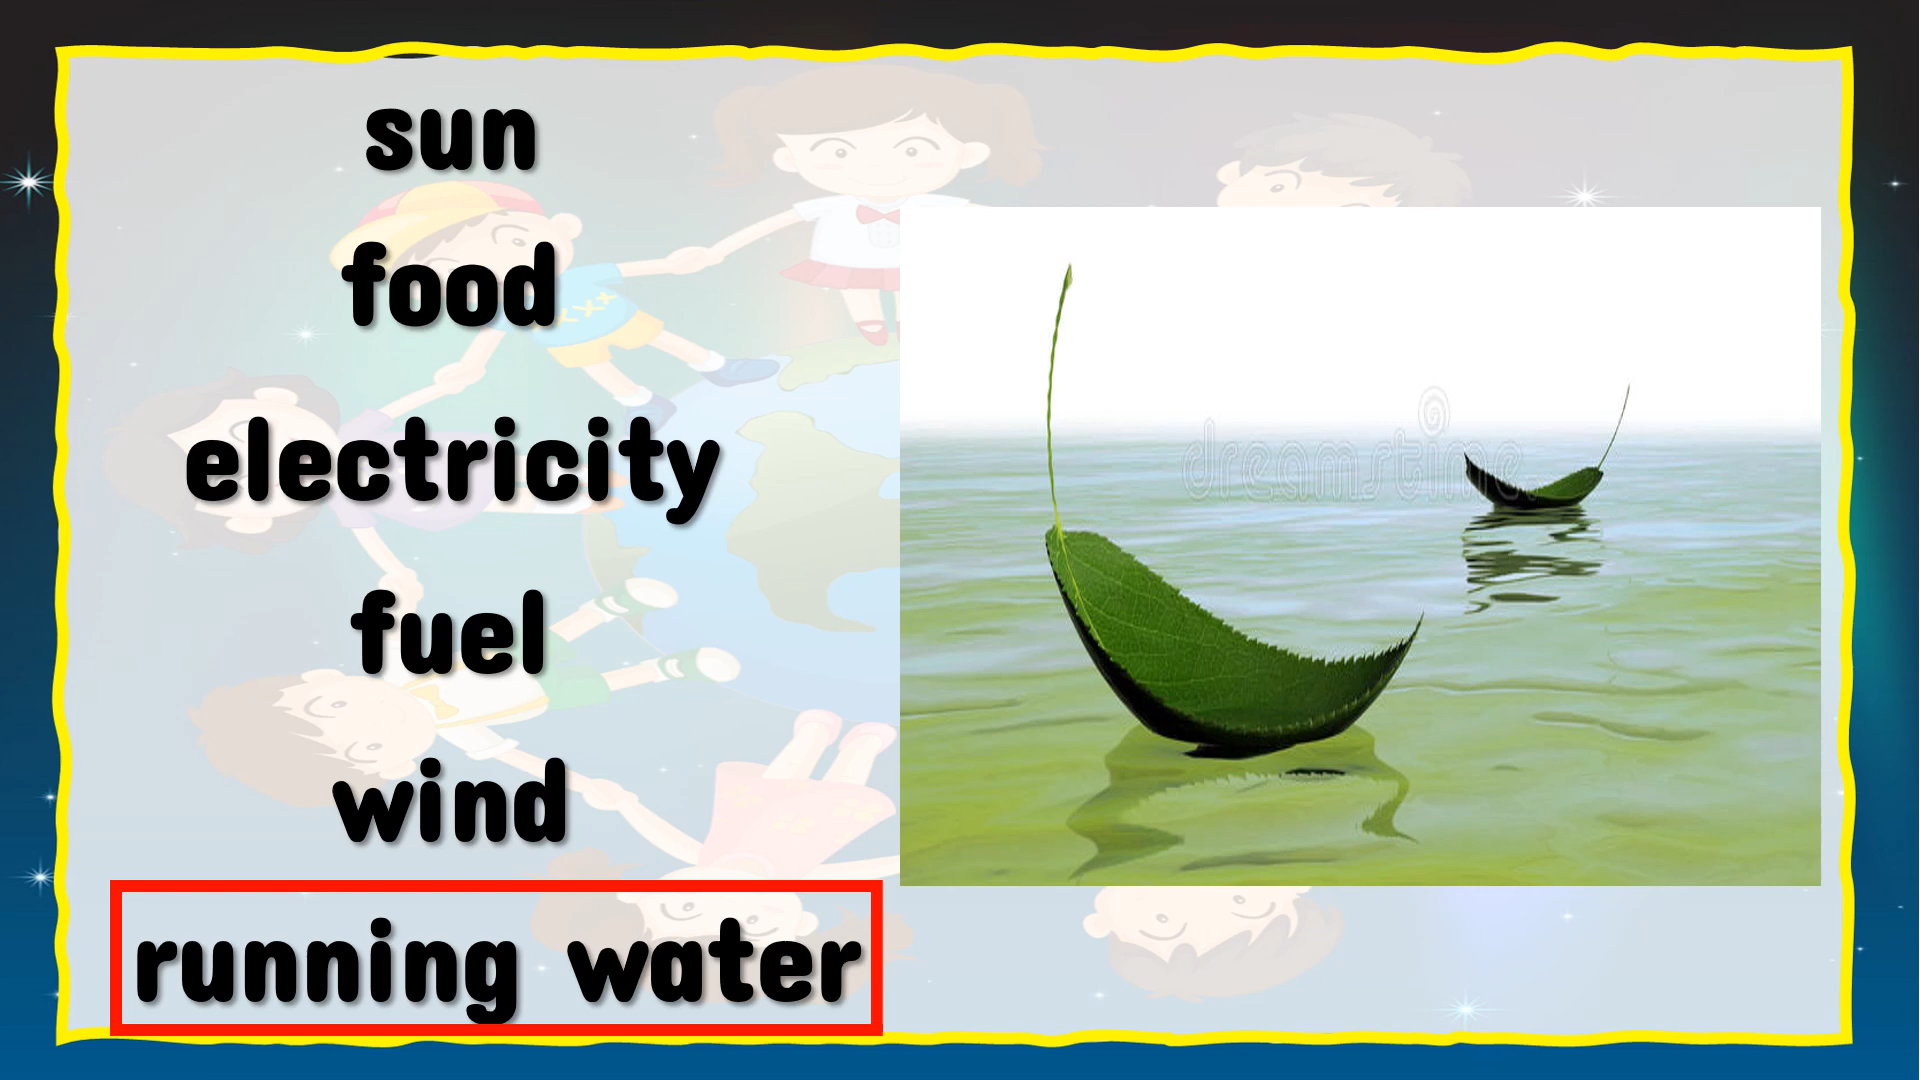 sun
food
electricity
fuel
wind
running water
dreamstime